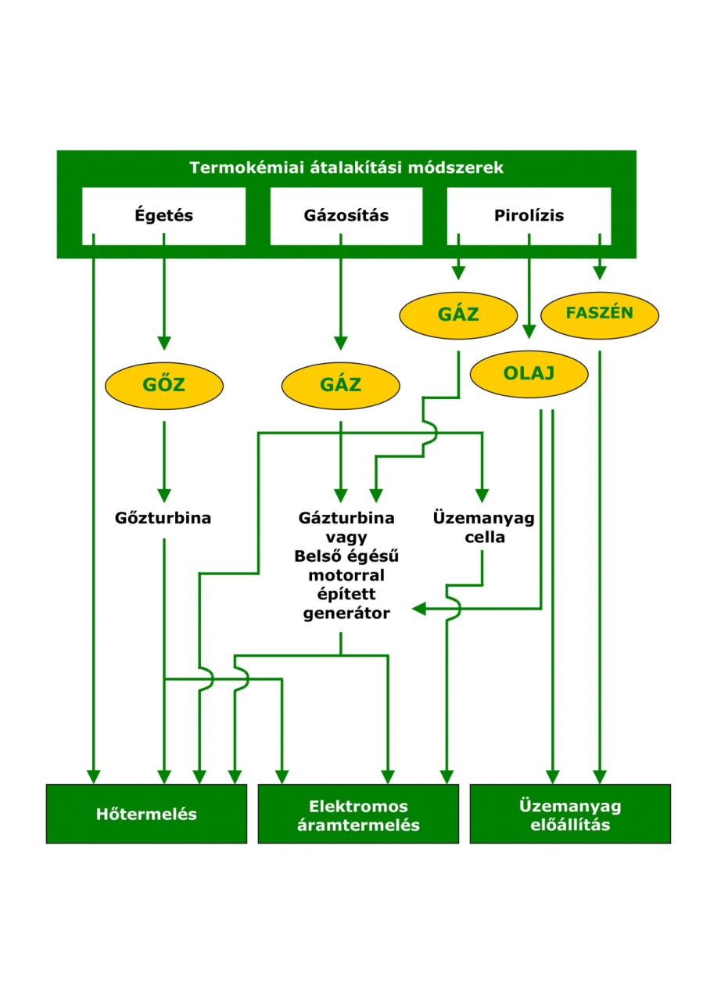 Termokémiai átalakítási módszerek
Égetés
Gázosítás
Pirolízis
GÁZ
FASZÉN
OLAJ
GŐZ
GÁZ
Gőzturbina
Gázturbina
vagy
Belső égésű
motorral
épített
generátor
Üzemanyag
cella
Hőtermelés
Elektromos
áramtermelés
Üzemanyag
előállítás